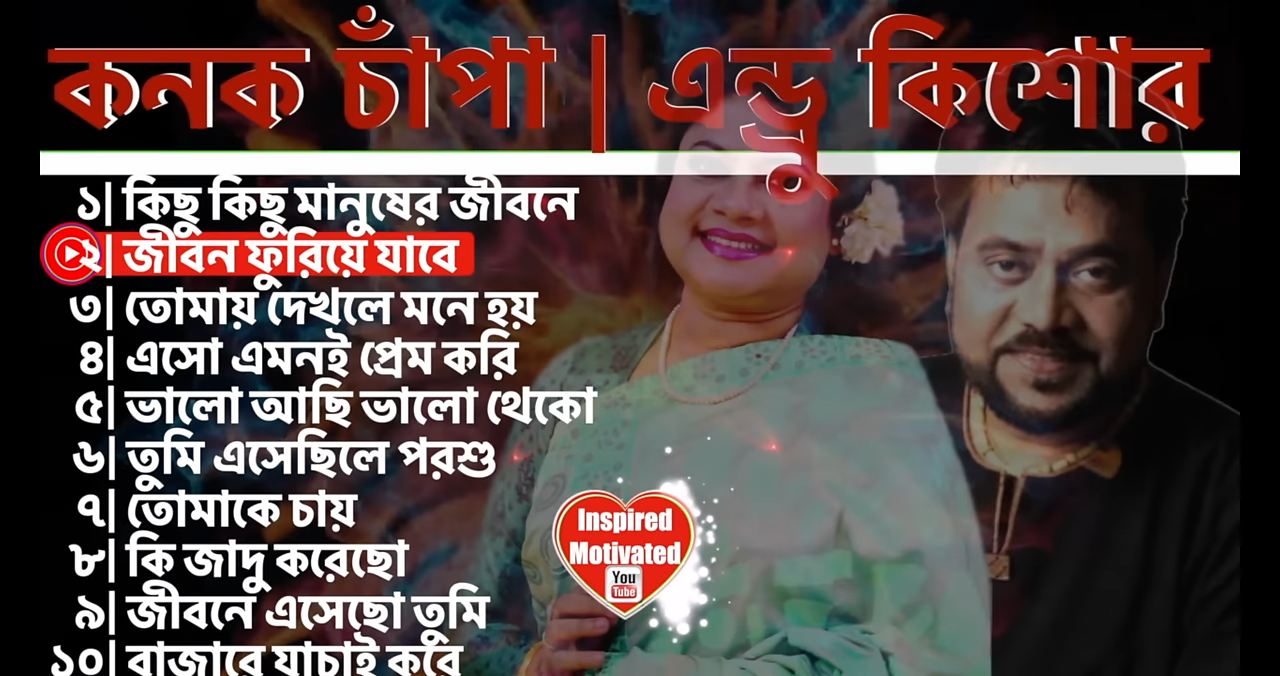 কনক চাঁপা | এন্ড্রু কিশোর
১| কিছু কিছু মানুষের জীবনে
২| জীবন ফুরিয়ে যাবে
৩| তোমায় দেখলে মনে হয়
৪| এসো এমনই প্রেম করি
৫| ভালো আছি ভালো থেকো
৬| তুমি এসেছিলে পরশু
৭| তোমাকে চায়
৮| কি জাদু করেছো
৯| জীবনে এসেছো তুমি
১০| বাজারে যাচাই করে
Inspired
Motivated
You
Tube